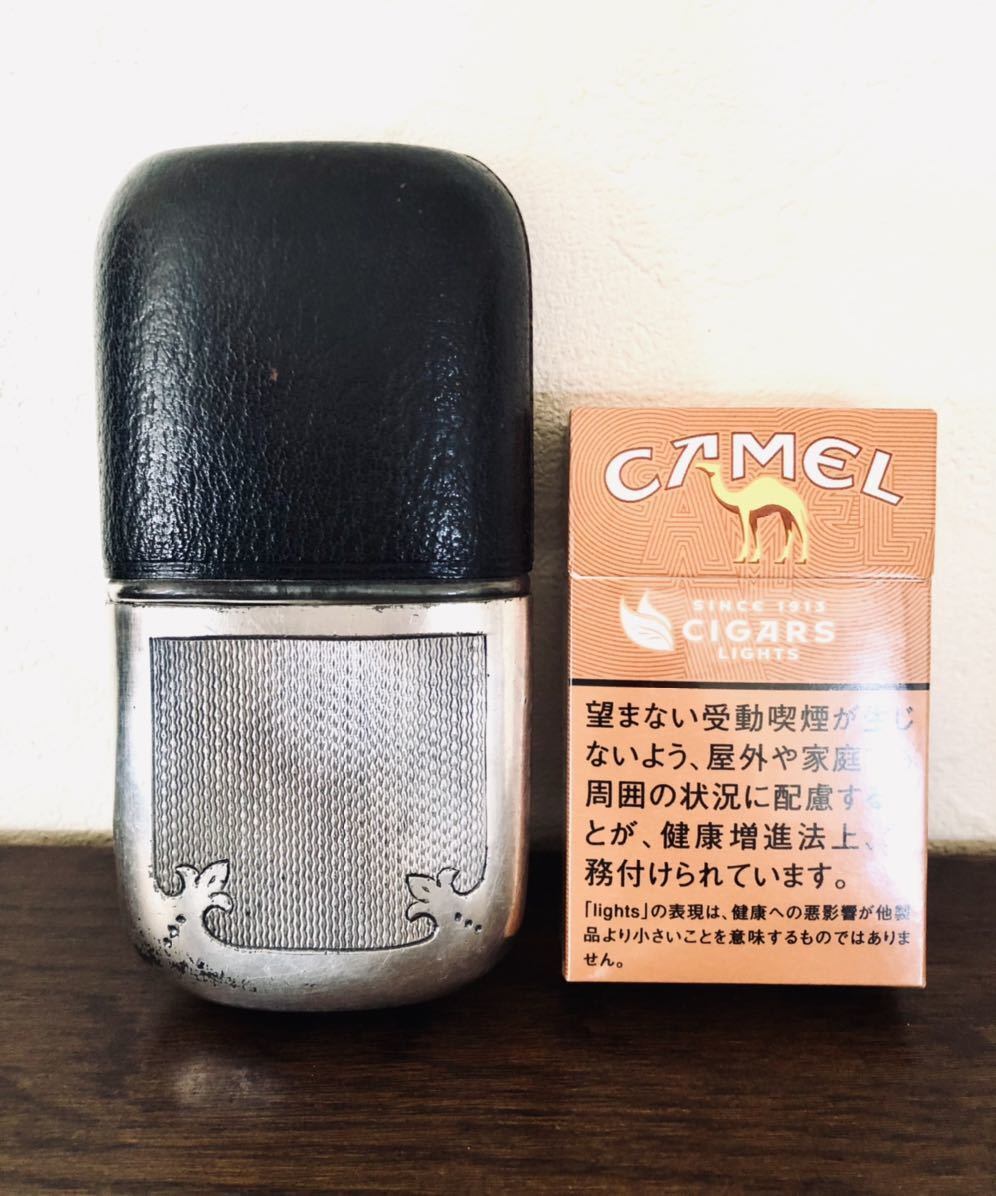 CAMEL
SINCE 1913
CIGARS
LIGHTS
望まない受動喫煙が生じ
ないよう、屋外や家庭
周囲の状況に配慮する
とが、健康増進法上、
務付けられています。
「lights」の表現は、健康への悪影響が他製
品より小さいことを意味するものではありま
せん。